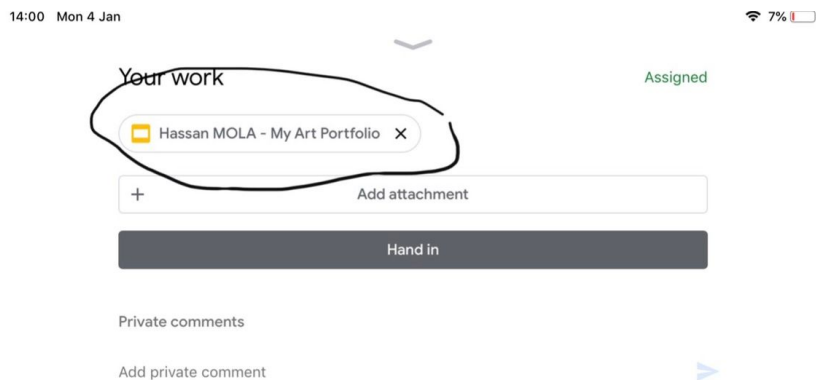 14:00 Mon 4 Jan 7%
Your work Assigned
Hassan MOLA - My Art Portfolio
Add attachment
Hand in
Private comments
Add private comment